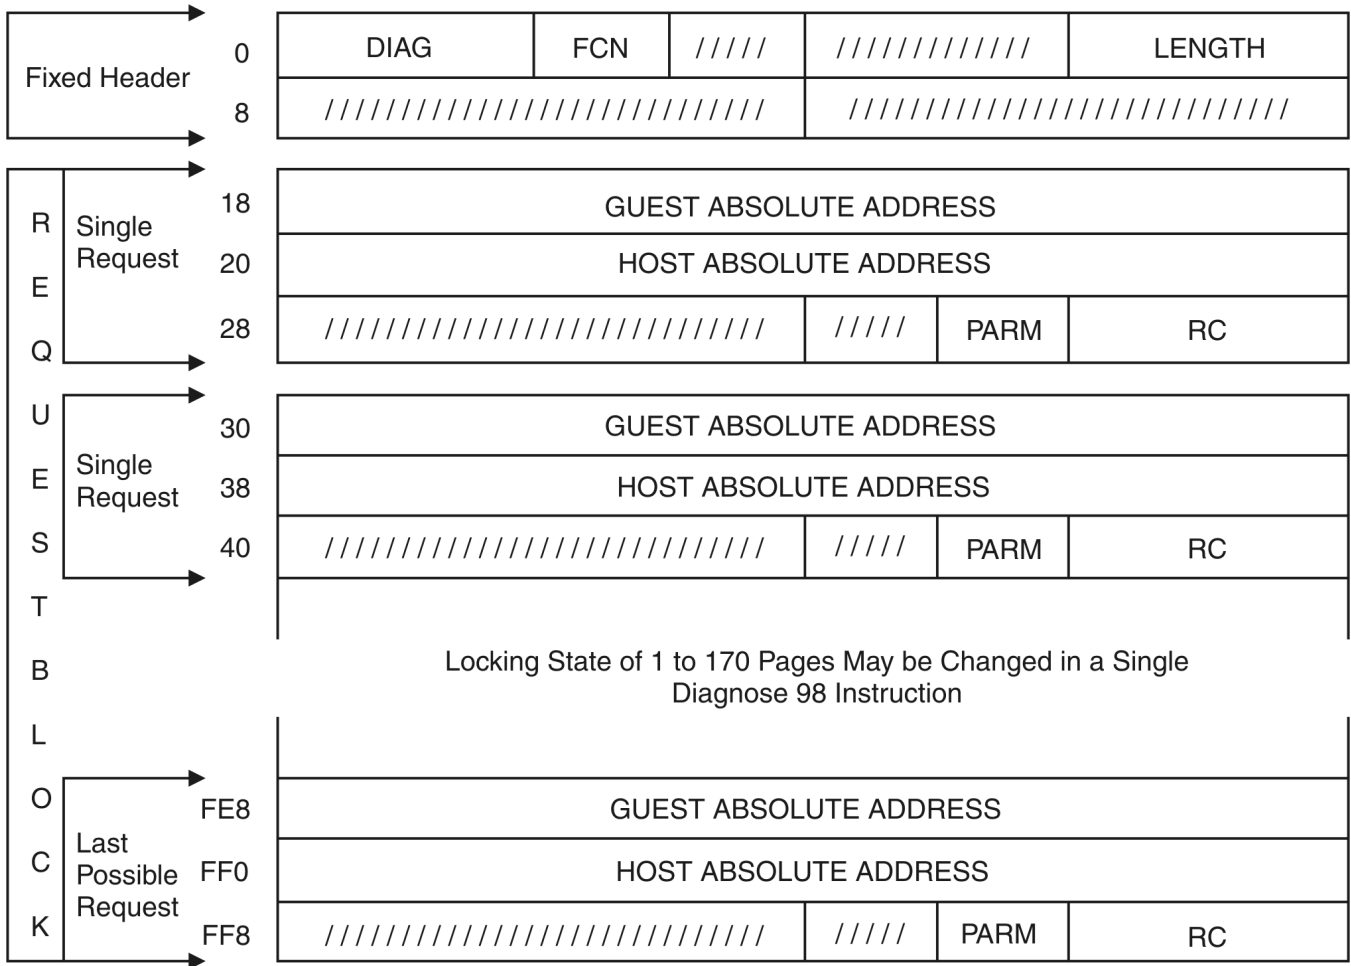 Fixed Header
0 DIAG FCN ///// ///////////// LENGTH
8 ///////////////////////////// /////////////////////////////
REQUEST BLOCK
Single
Request
18 GUEST ABSOLUTE ADDRESS
20 HOST ABSOLUTE ADDRESS
28 ///////////////////////////// ///// PARM RC
Single
Request
30 GUEST ABSOLUTE ADDRESS
38 HOST ABSOLUTE ADDRESS
40 ///////////////////////////// ///// PARM RC
Locking State of 1 to 170 Pages May be Changed in a Single
Diagnose 98 Instruction
Last
Possible
Request
FE8 GUEST ABSOLUTE ADDRESS
FF0 HOST ABSOLUTE ADDRESS
FF8 ///////////////////////////// ///// PARM RC